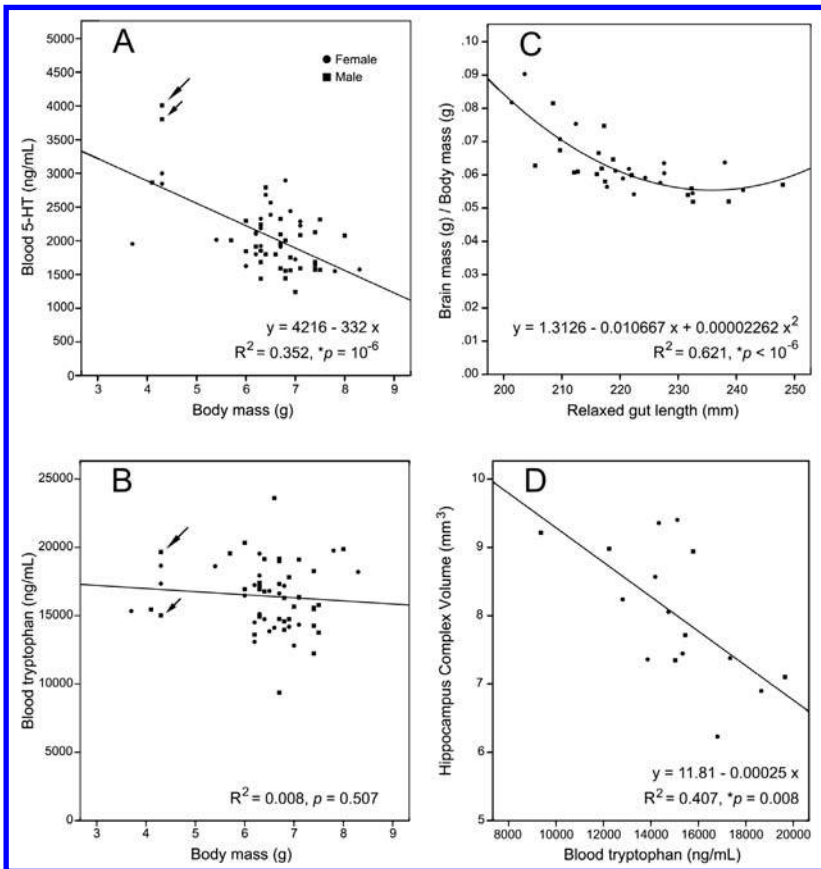 A
Female
Male
5000
4500
4000
3500
3000
2500
2000
1500
1000
500
0
Blood 5-HT (ng/mL)
y = 4216 - 332 x
R2 = 0.352, *p = 10-6
3 4 5 6 7 8 9
Body mass (g)
C
.10
.09
.08
.07
.06
.05
.04
.03
.02
.01
.00
Brain mass (g) / Body mass (g)
y = 1.3126 - 0.010667 x + 0.00002262 x2
R2 = 0.621, *p < 10-6
200 210 220 230 240 250
Relaxed gut length (mm)
B
25000
20000
15000
10000
5000
0
Blood tryptophan (ng/mL)
R2 = 0.008, p = 0.507
3 4 5 6 7 8 9
Body mass (g)
D
10
9
8
7
6
5
Hippocampus Complex Volume (mm3)
y = 11.81 - 0.00025 x
R2 = 0.407, *p = 0.008
8000 10000 12000 14000 16000 18000 20000
Blood tryptophan (ng/mL)